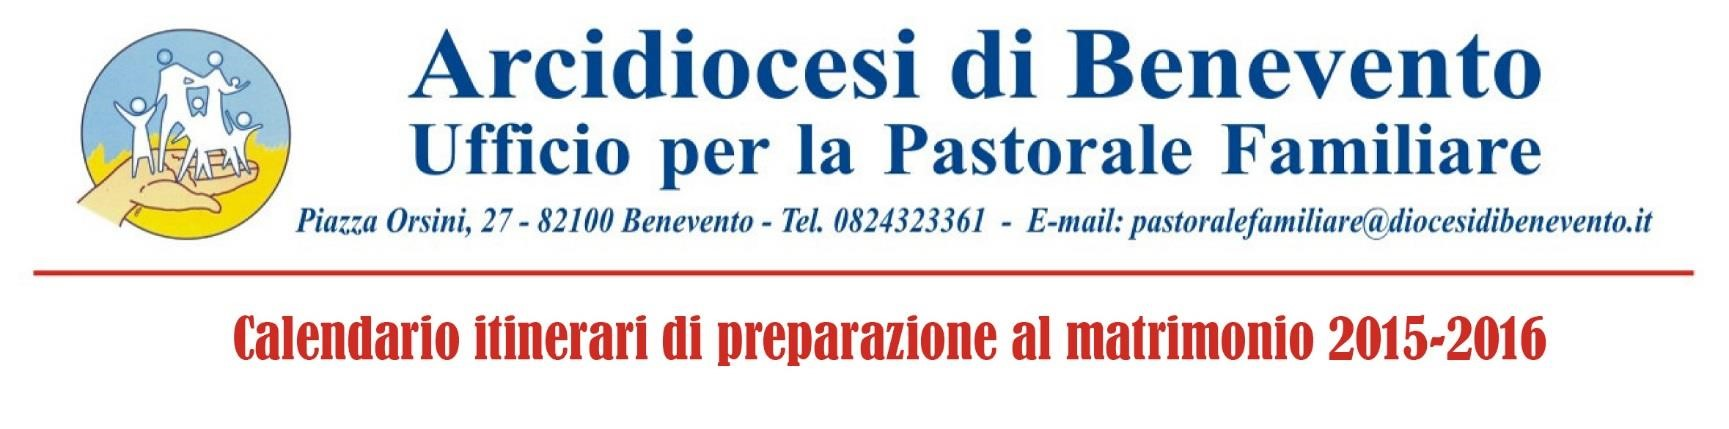 Arcidiocesi di Benevento
Ufficio per la Pastorale Familiare
Piazza Orsini, 27 - 82100 Benevento - Tel. 0824323361 - E-mail: pastoralefamiliare@diocesidibenevento.it
Calendario itinerari di preparazione al matrimonio 2015-2016